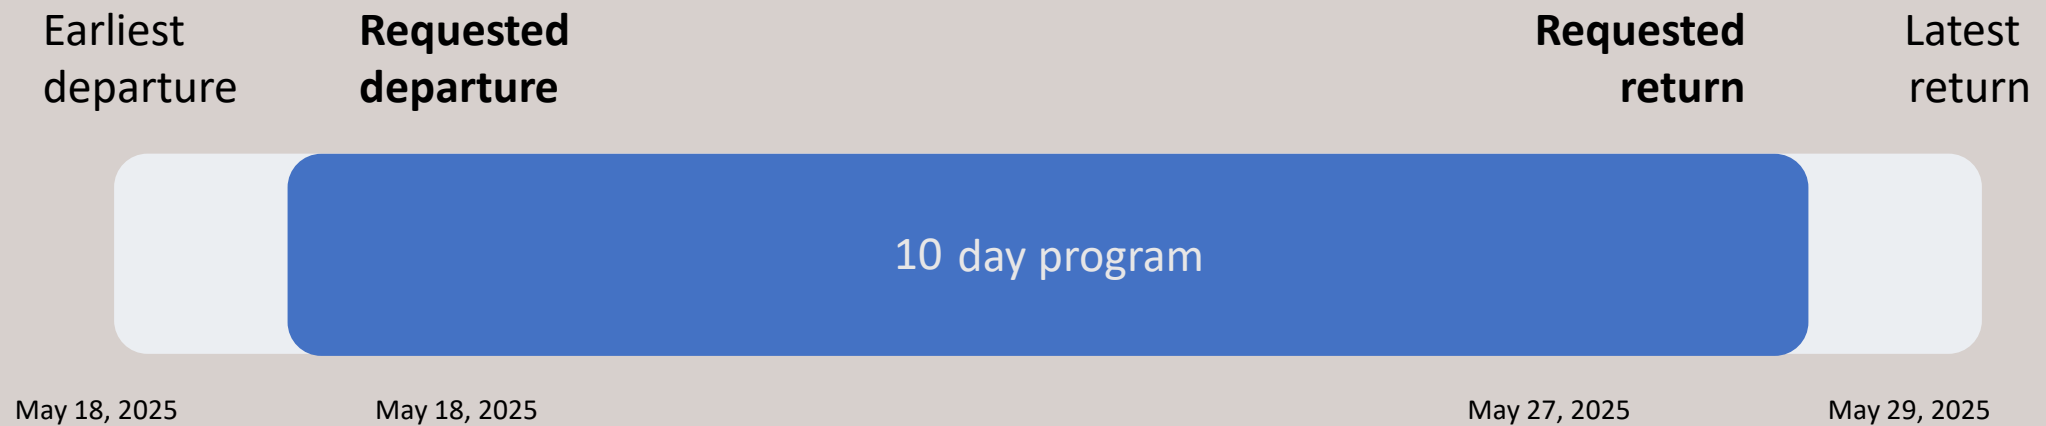 Earliest
departure
Requested
departure
Requested
return
Latest
return
10 day program
May 18, 2025
May 18, 2025
May 27, 2025
May 29, 2025